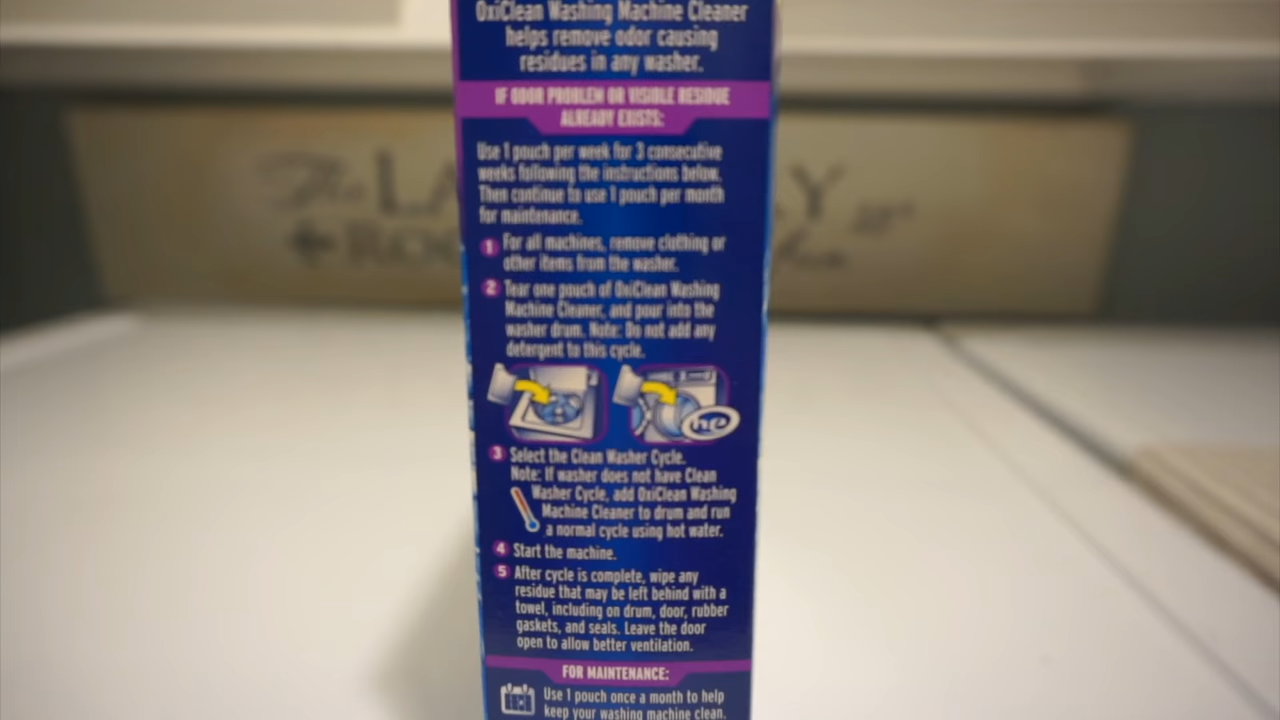 OxiClean Washing Machine Cleaner
helps remove odor causing
residues in any washer.
IF ODOR PROBLEM OR VISIBLE RESIDUE
ALREADY EXISTS:
Use 1 pouch per week for 3 consecutive
weeks following the instructions below.
Then continue to use 1 pouch per month
for maintenance.
1 For all machines, remove clothing or
other items from the washer.
2 Tear one pouch of OxiClean Washing
Machine Cleaner, and pour into the
washer drum. Note: Do not add any
detergent to this cycle.
he
3 Select the Clean Washer Cycle.
Note: If washer does not have Clean
Washer Cycle, add OxiClean Washing
Machine Cleaner to drum and run
a normal cycle using hot water.
4 Start the machine.
5 After cycle is complete, wipe any
residue that may be left behind with a
towel, including on drum, door, rubber
gaskets, and seals. Leave the door
open to allow better ventilation.
FOR MAINTENANCE:
Use 1 pouch once a month to help
keep your washing machine clean.
The LA
Y